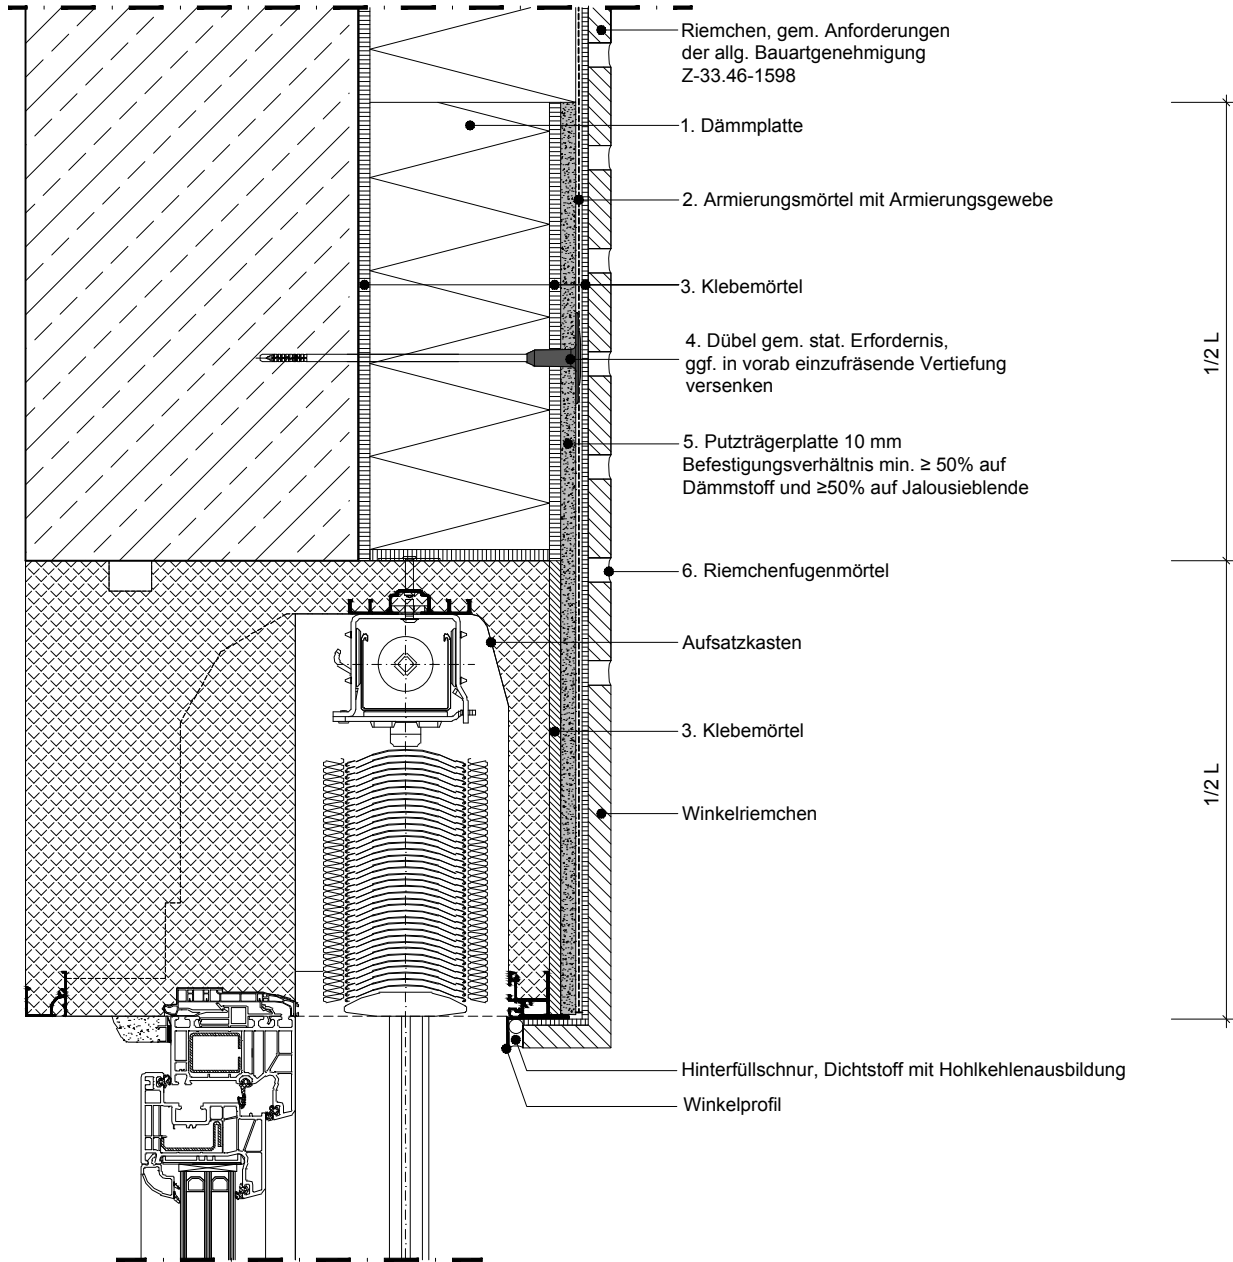 Riemchen, gem. Anforderungen
der allg. Bauartgenehmigung
Z-33.46-1598
1. Dämmplatte
2. Armierungsmörtel mit Armierungsgewebe
3. Klebemörtel
4. Dübel gem. stat. Erfordernis,
ggf. in vorab einzufräsende Vertiefung
versenken
1/2 L
5. Putzträgerplatte 10 mm
Befestigungsverhältnis min. ≥ 50% auf
Dämmstoff und ≥50% auf Jalousieblende
6. Riemchenfugenmörtel
Aufsatzkasten
3. Klebemörtel
1/2 L
Winkelriemchen
Hinterfüllschnur, Dichtstoff mit Hohlkehlenausbildung
Winkelprofil